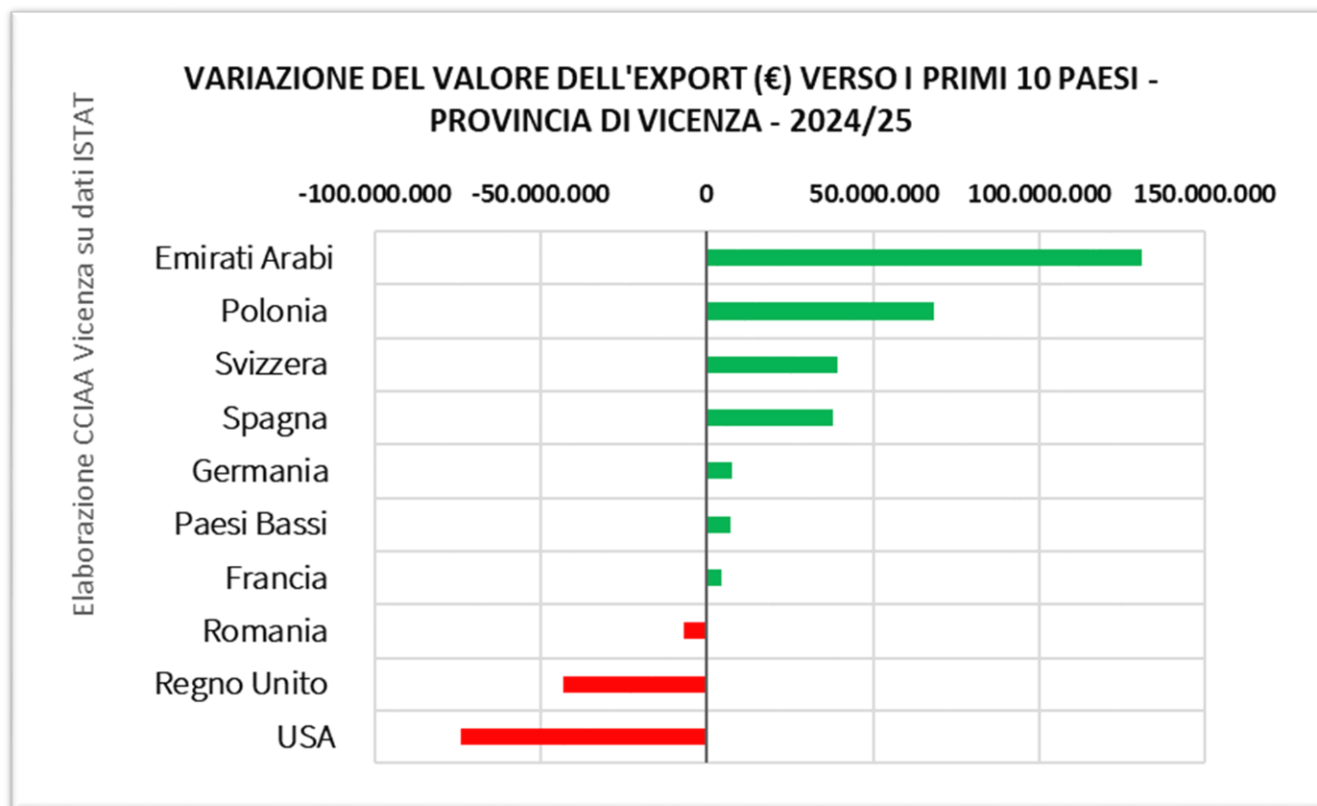 VARIAZIONE DEL VALORE DELL'EXPORT (€) VERSO I PRIMI 10 PAESI -
PROVINCIA DI VICENZA - 2024/25
Elaborazione CCIAA Vicenza su dati ISTAT
-100.000.000 -50.000.000 0 50.000.000 100.000.000 150.000.000
Emirati Arabi
Polonia
Svizzera
Spagna
Germania
Paesi Bassi
Francia
Romania
Regno Unito
USA